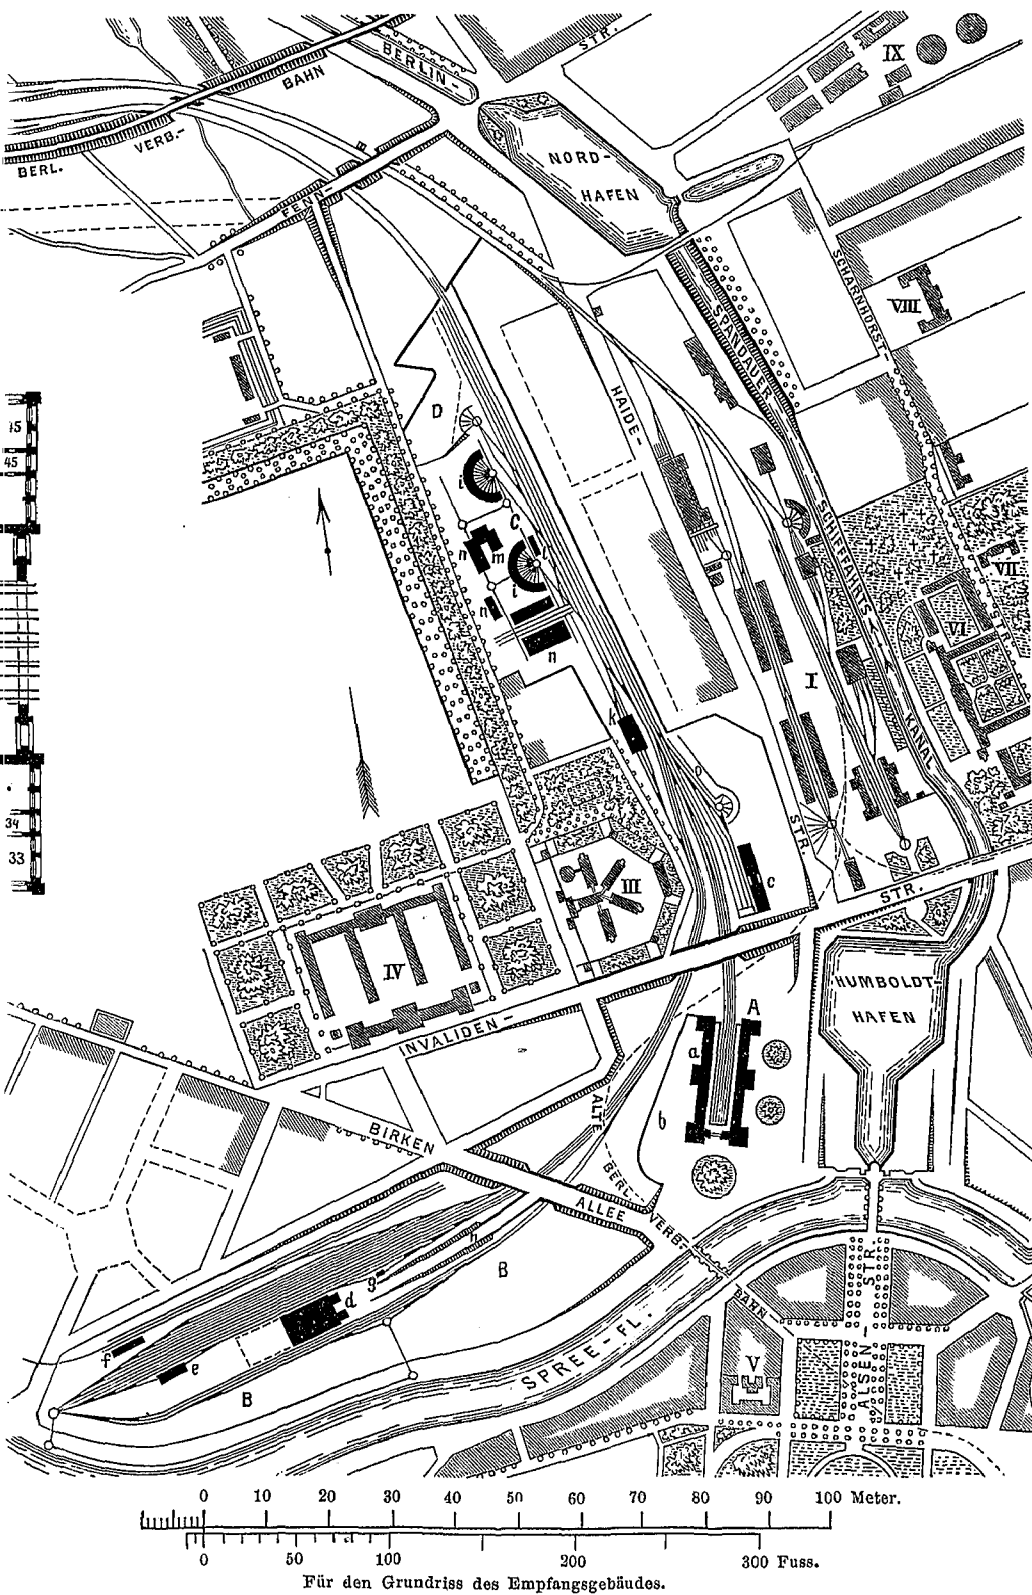 STR.
BERLIN-
IX
BAHN
VERB.-
BERL.
NORD-
HAFEN
FENN-
STR.
SCHARNHORST-
STR.
VIII
SPANDAUER
SCHIFFFAHRTS
KANAL
HAIDE-
STR.
D
i
C
n
m
l
i
n
n
15
45
VII
VI
I
k
o
34
33
III
c
STR.
IV
INVALIDEN-
HUMBOLDT-
HAFEN
A
a
b
ALTE
BERL.
VERB.-
BAHN
BIRKEN
ALLEE
h
B
g
d
f
e
B
SPREE-FL.
ALSEN-
STR.
V
0 10 20 30 40 50 60 70 80 90 100 Meter.
0 50 100 200 300 Fuss.
Für den Grundriss des Empfangsgebäudes.